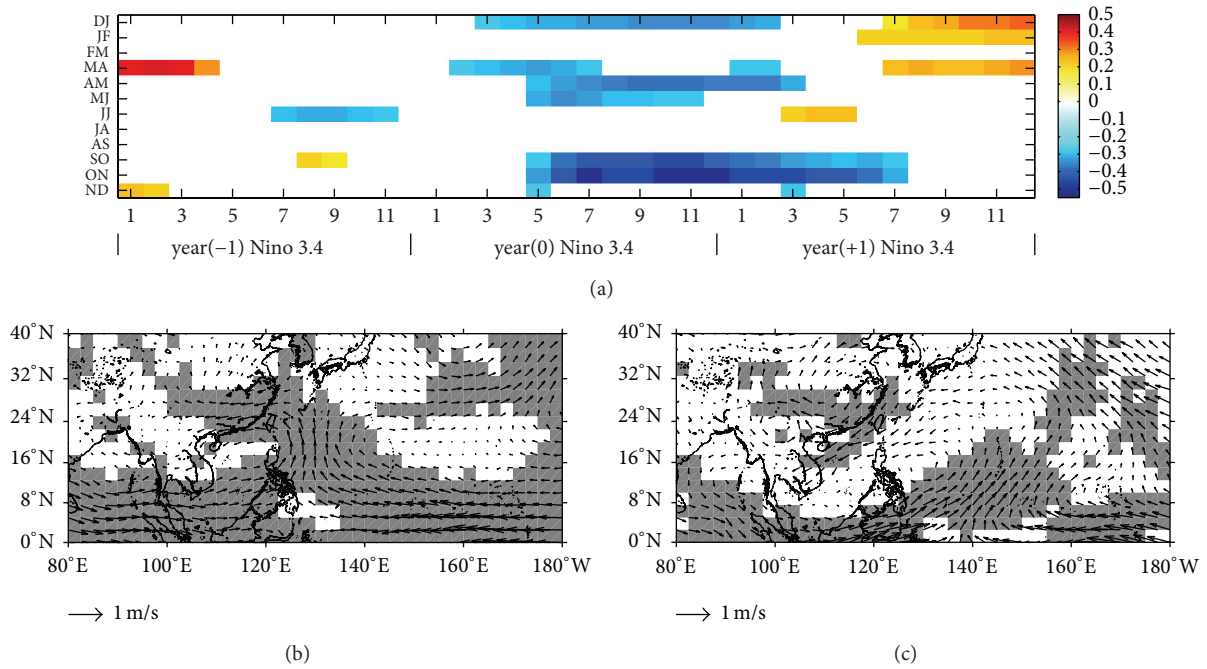 DJ
JF
FM
MA
AM
MJ
JJ
JA
AS
SO
ON
ND
0.5
0.4
0.3
0.2
0.1
0
−0.1
−0.2
−0.3
−0.4
−0.5
1 3 5 7 9 11 1 3 5 7 9 11 1 3 5 7 9 11
year(−1) Nino 3.4 year(0) Nino 3.4 year(+1) Nino 3.4
(a)
40°N
32°N
24°N
16°N
8°N
0°N
80°E 100°E 120°E 140°E 160°E 180°W
1 m/s
(b)
40°N
32°N
24°N
16°N
8°N
0°N
80°E 100°E 120°E 140°E 160°E 180°W
1 m/s
(c)